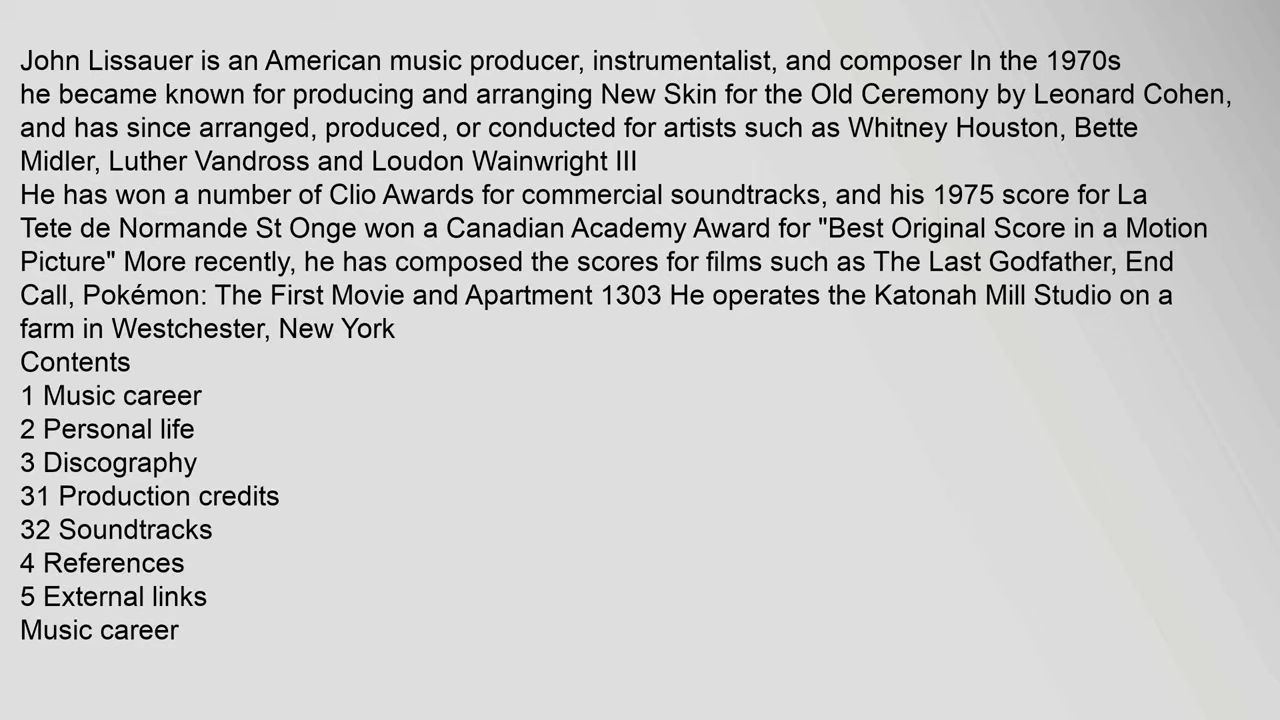 John Lissauer is an American music producer, instrumentalist, and composer In the 1970s
he became known for producing and arranging New Skin for the Old Ceremony by Leonard Cohen,
and has since arranged, produced, or conducted for artists such as Whitney Houston, Bette
Midler, Luther Vandross and Loudon Wainwright III
He has won a number of Clio Awards for commercial soundtracks, and his 1975 score for La
Tete de Normande St Onge won a Canadian Academy Award for "Best Original Score in a Motion
Picture" More recently, he has composed the scores for films such as The Last Godfather, End
Call, Pokémon: The First Movie and Apartment 1303 He operates the Katonah Mill Studio on a
farm in Westchester, New York
Contents
1 Music career
2 Personal life
3 Discography
31 Production credits
32 Soundtracks
4 References
5 External links
Music career